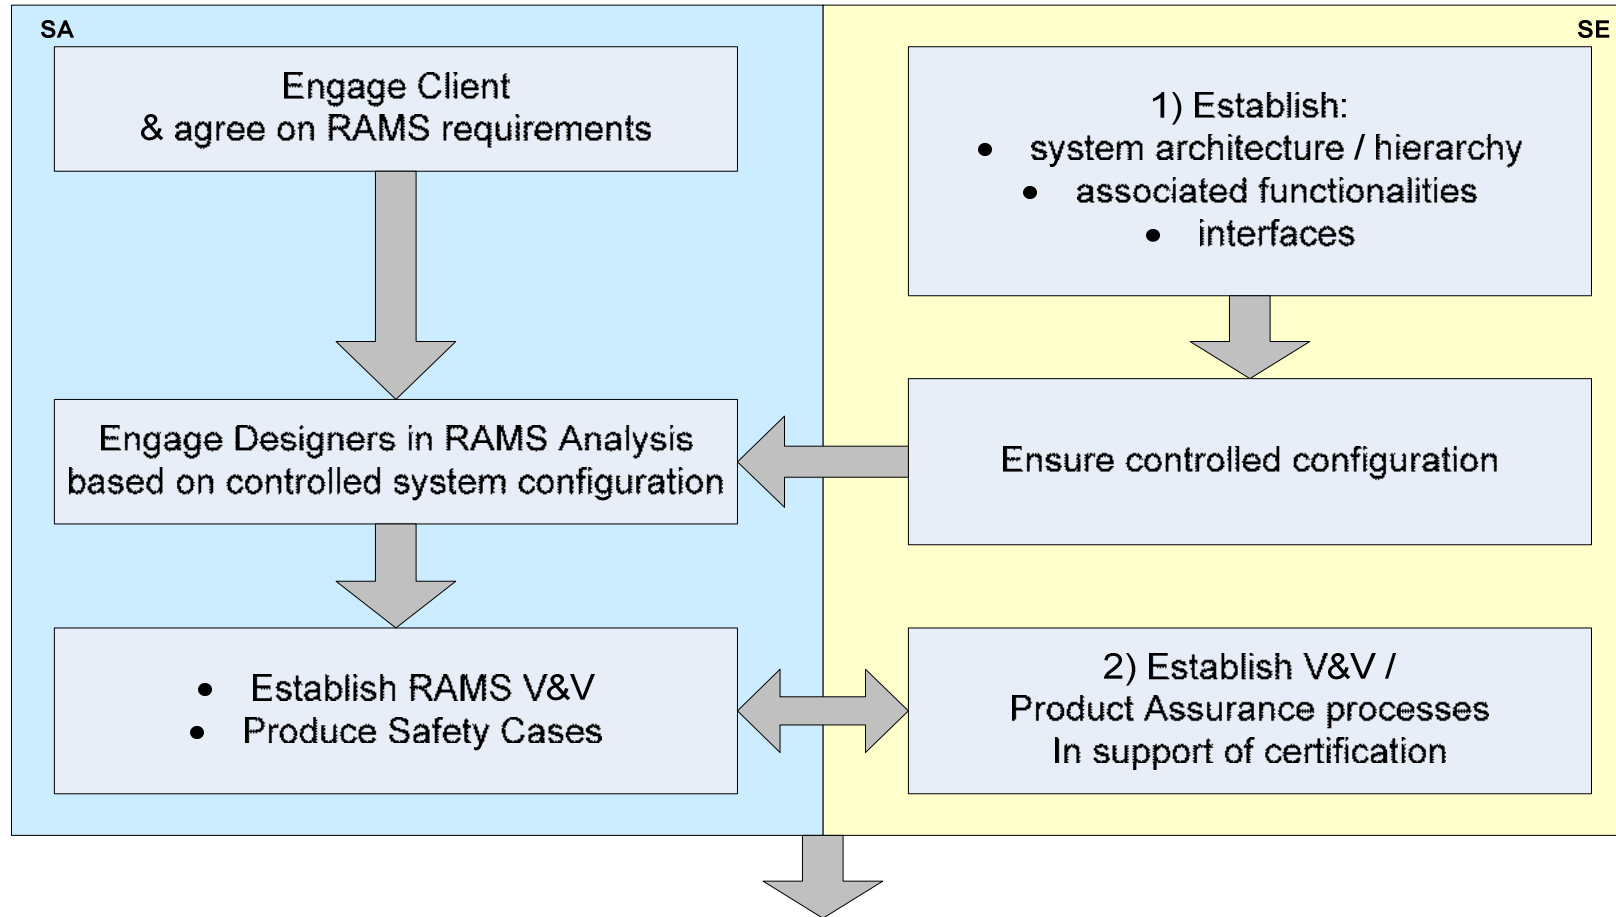 SA
Engage Client
& agree on RAMS requirements
Engage Designers in RAMS Analysis
based on controlled system configuration
• Establish RAMS V&V
• Produce Safety Cases
SE
1) Establish:
• system architecture / hierarchy
• associated functionalities
• interfaces
Ensure controlled configuration
2) Establish V&V /
Product Assurance processes
In support of certification